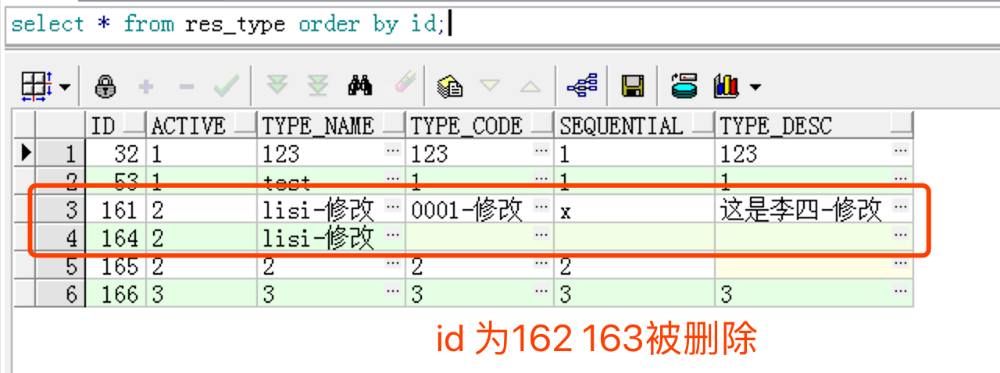 select * from res_type order by id;
ID ACTIVE TYPE_NAME TYPE_CODE SEQUENTIAL TYPE_DESC
1 32 1 123 ... 123 ... 1 123 ...
2 53 1 test ... 1 ... 1 1 ...
3 161 2 lisi-修改 ... 0001-修改 ... x 这是李四-修改 ...
4 164 2 lisi-修改 ... ... ...
5 165 2 2 ... 2 ... 2 ...
6 166 3 3 ... 3 ... 3 3 ...
id 为162 163被删除